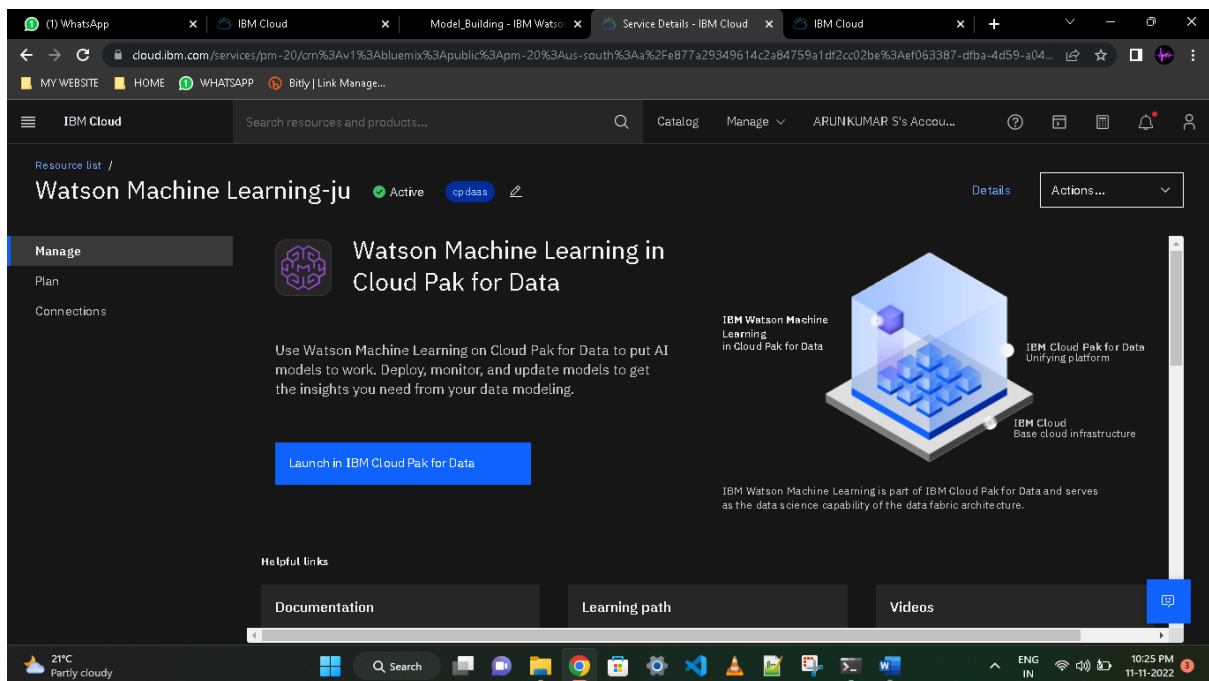 (1) WhatsApp
IBM Cloud
Model_Building - IBM Watso
Service Details - IBM Cloud
IBM Cloud
cloud.ibm.com/services/pm-20/crn%3Av1%3Abluemix%3Apublic%3Apm-20%3Aus-south%3Aa%2Fe877a29349614c2a84759a1df2cc02be%3Aef063387-dfba-4d59-a04...
MY WEBSITE
HOME
WHATSAPP
Bitly | Link Manage...
IBM Cloud
Search resources and products...
Catalog
Manage
ARUNKUMAR S's Accou...
Resource list /
Watson Machine Learning-ju
Active
cpdaas
Details
Actions...
Manage
Plan
Connections
Watson Machine Learning in
Cloud Pak for Data
Use Watson Machine Learning on Cloud Pak for Data to put AI
models to work. Deploy, monitor, and update models to get
the insights you need from your data modeling.
Launch in IBM Cloud Pak for Data
IBM Watson Machine
Learning
in Cloud Pak for Data
IBM Cloud Pak for Data
Unifying platform
IBM Cloud
Base cloud infrastructure
IBM Watson Machine Learning is part of IBM Cloud Pak for Data and serves
as the data science capability of the data fabric architecture.
Helpful links
Documentation
Learning path
Videos
21°C
Partly cloudy
Search
ENG
IN
10:25 PM
11-11-2022
3